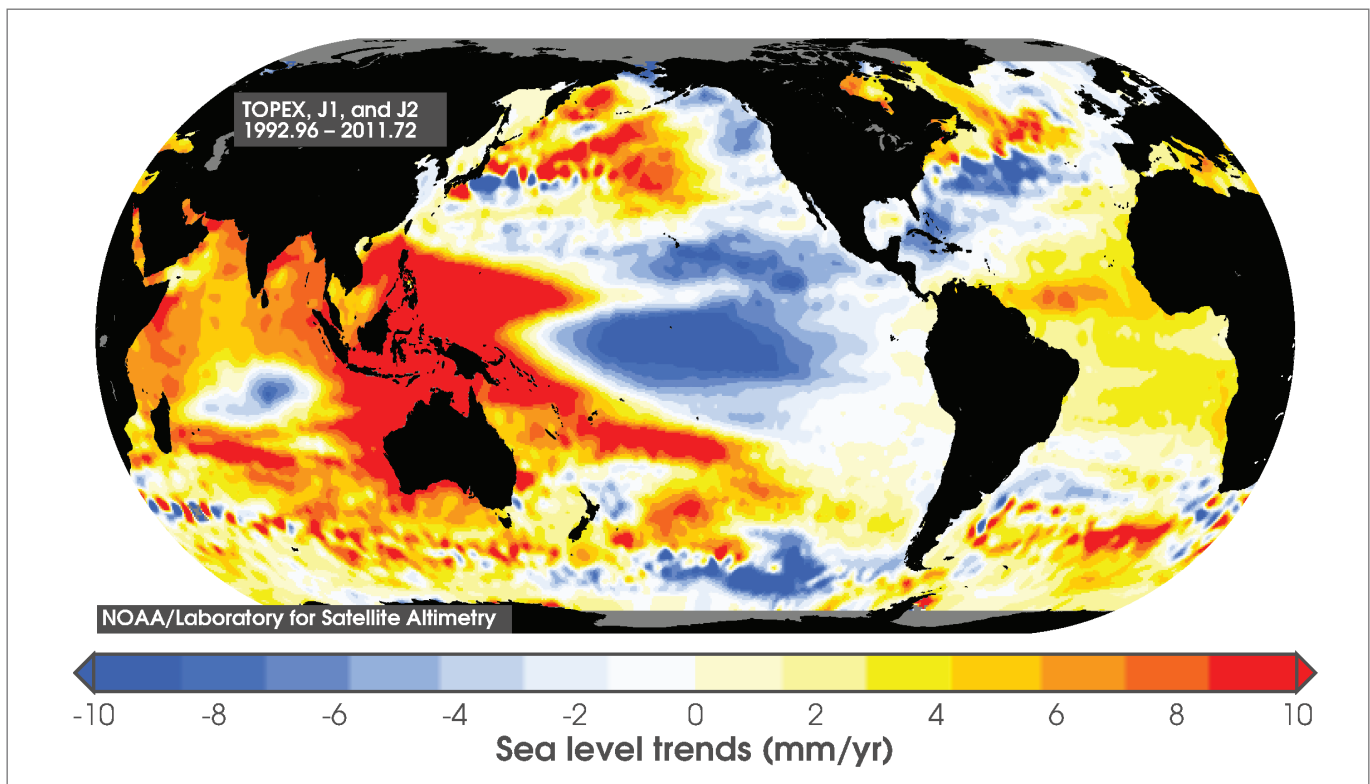 TOPEX, J1, and J2
1992.96 – 2011.72
NOAA/Laboratory for Satellite Altimetry
-10 -8 -6 -4 -2 0 2 4 6 8 10
Sea level trends (mm/yr)